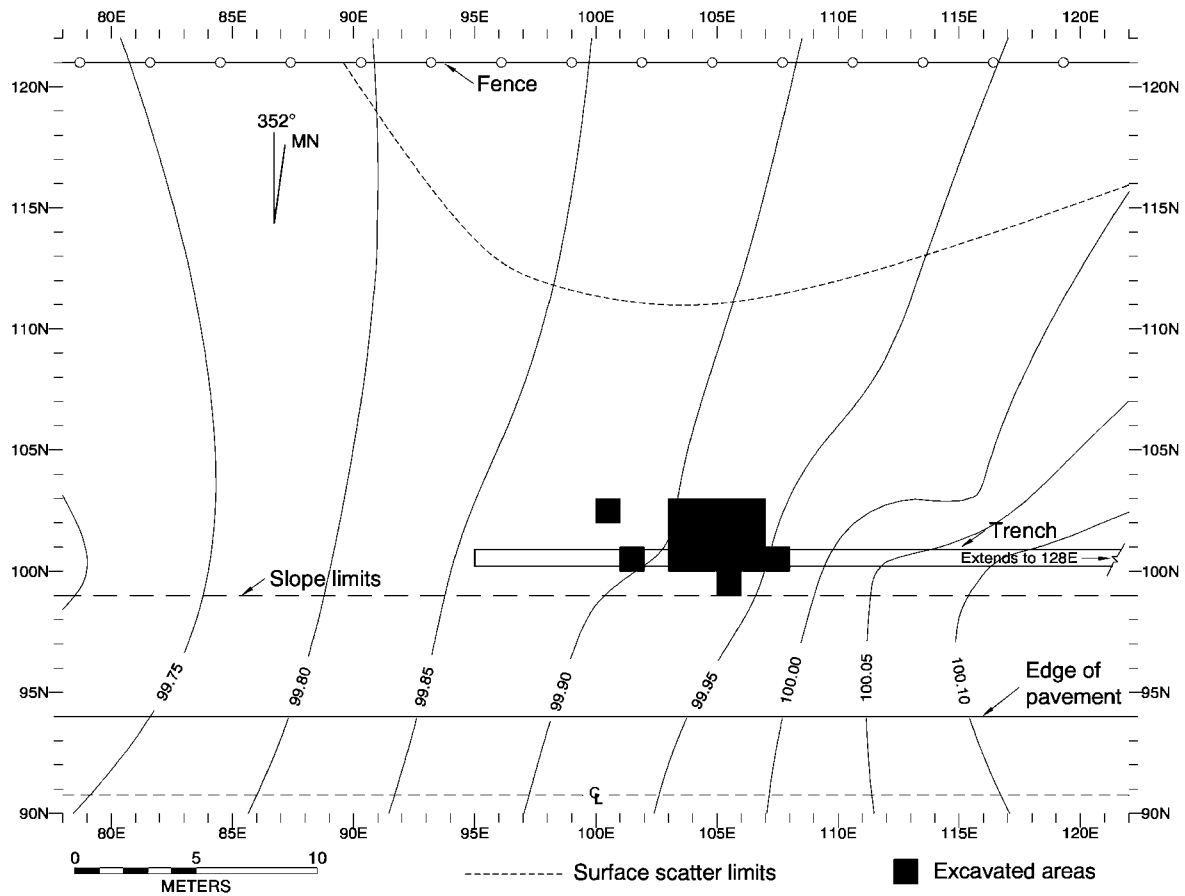 80E 85E 90E 95E 100E 105E 110E 115E 120E
120N 120N
Fence
352°
MN
115N 115N
110N 110N
105N 105N
Trench
Extends to 128E
100N 100N
Slope limits
99.75 99.80 99.85 99.90 99.95 100.00 100.05 100.10
Edge of
pavement
95N 95N
CL
90N 90N
80E 85E 90E 95E 100E 105E 110E 115E 120E
0 5 10
METERS
Surface scatter limits
Excavated areas